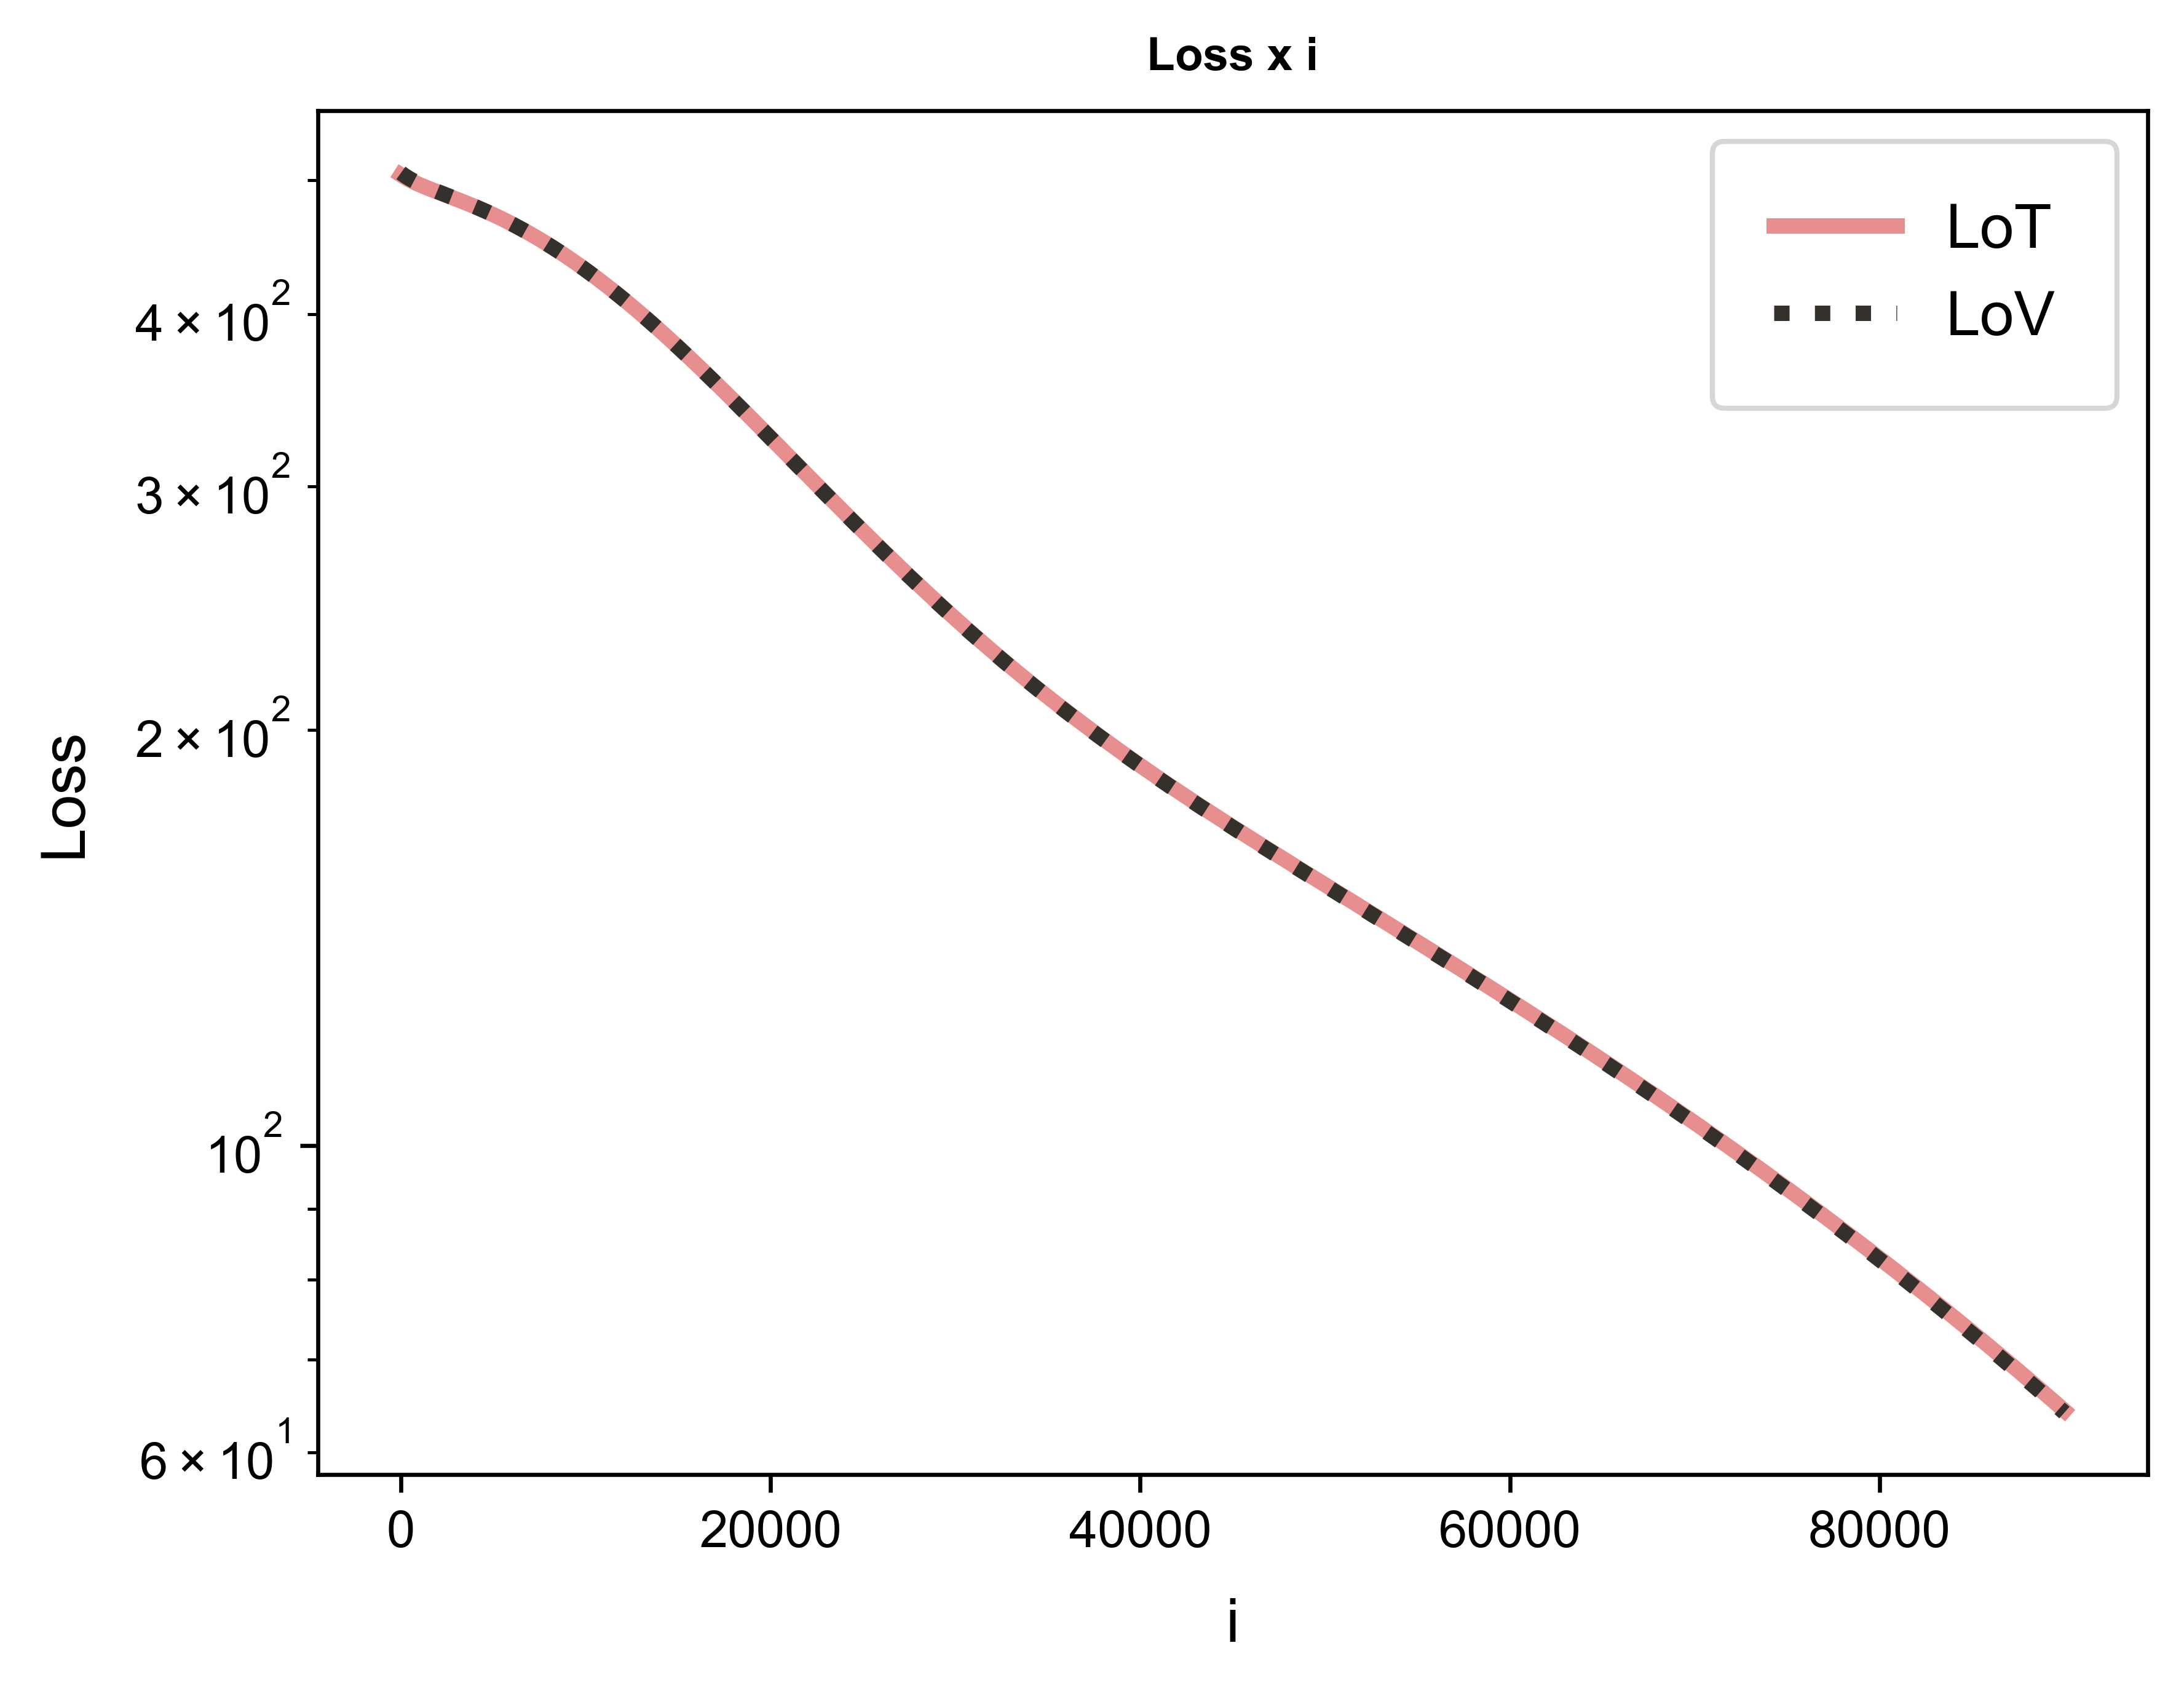 Loss x i
LoT
LoV
4 × 10²
3 × 10²
2 × 10²
10²
6 × 10¹
Loss
0 20000 40000 60000 80000
i